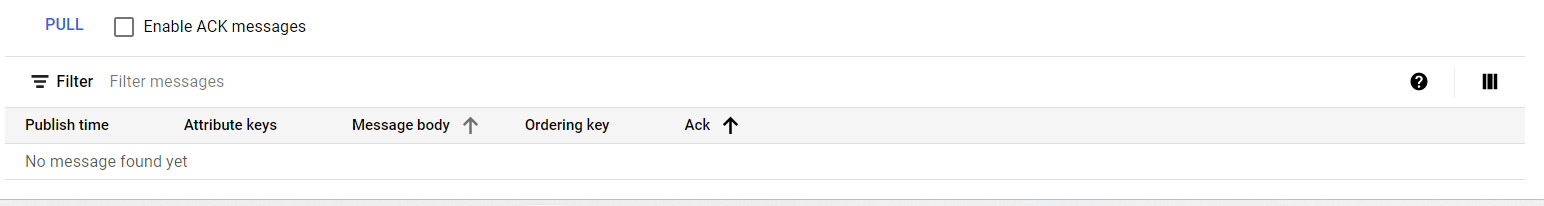 PULL Enable ACK messages
Filter Filter messages
Publish time Attribute keys Message body Ordering key Ack
No message found yet